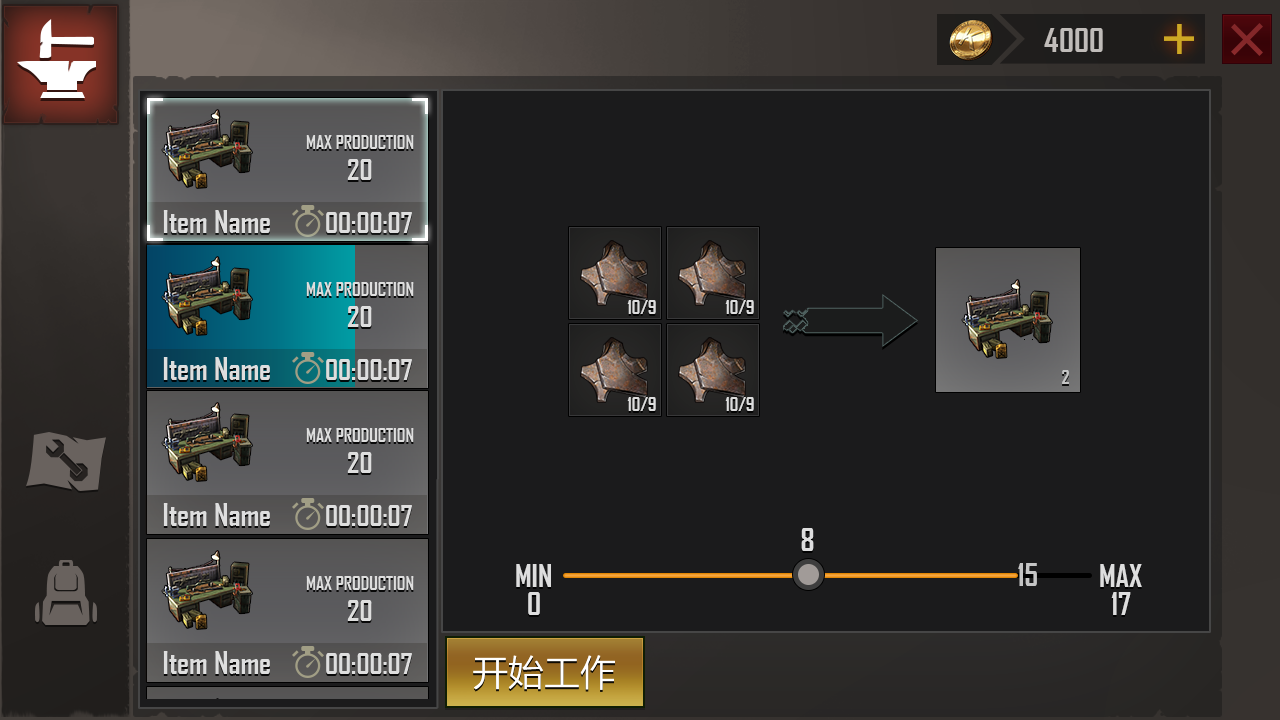 4000
MAX PRODUCTION
20
Item Name 00:00:07
MAX PRODUCTION
20
Item Name 00:00:07
MAX PRODUCTION
20
Item Name 00:00:07
MAX PRODUCTION
20
Item Name 00:00:07
10/9 10/9
10/9 10/9
2
8
MIN 15 MAX
0 17
开始工作